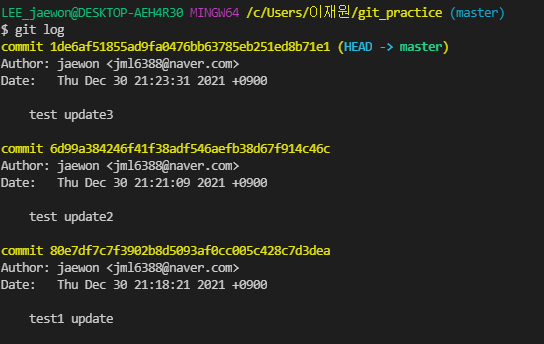 LEE_jaewon@DESKTOP-AEH4R30 MINGW64 /c/Users/이재원/git_practice (master)
$ git log
commit 1de6af51855ad9fa0476bb63785eb251ed8b71e1 (HEAD -> master)
Author: jaewon <jml6388@naver.com>
Date:   Thu Dec 30 21:23:31 2021 +0900
test update3
commit 6d99a384246f41f38adf546aefb38d67f914c46c
Author: jaewon <jml6388@naver.com>
Date:   Thu Dec 30 21:21:09 2021 +0900
test update2
commit 80e7df7c7f3902b8d5093af0cc005c428c7d3dea
Author: jaewon <jml6388@naver.com>
Date:   Thu Dec 30 21:18:21 2021 +0900
test1 update